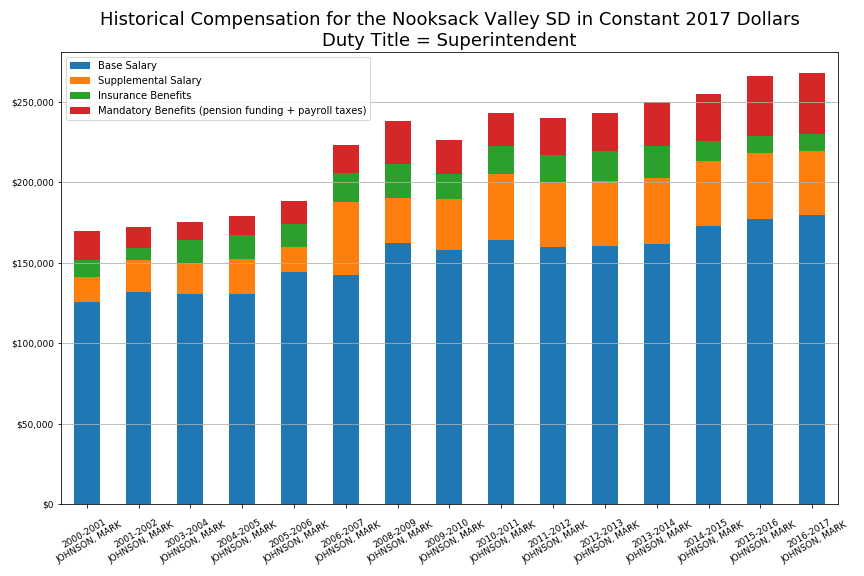 Historical Compensation for the Nooksack Valley SD in Constant 2017 Dollars
Duty Title = Superintendent
Base Salary
Supplemental Salary
Insurance Benefits
Mandatory Benefits (pension funding + payroll taxes)
$250,000
$200,000
$150,000
$100,000
$50,000
$0
2000-2001
JOHNSON, MARK
2001-2002
JOHNSON, MARK
2003-2004
JOHNSON, MARK
2004-2005
JOHNSON, MARK
2005-2006
JOHNSON, MARK
2006-2007
JOHNSON, MARK
2008-2009
JOHNSON, MARK
2009-2010
JOHNSON, MARK
2010-2011
JOHNSON, MARK
2011-2012
JOHNSON, MARK
2012-2013
JOHNSON, MARK
2013-2014
JOHNSON, MARK
2014-2015
JOHNSON, MARK
2015-2016
JOHNSON, MARK
2016-2017
JOHNSON, MARK